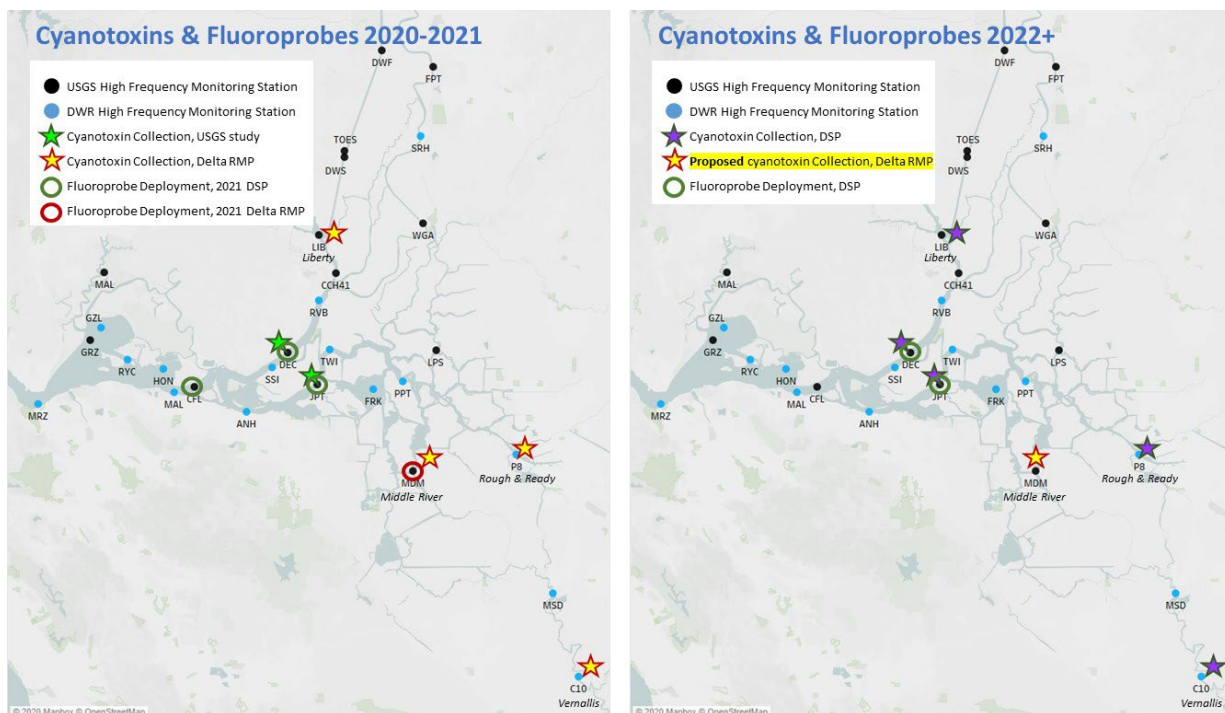 Cyanotoxins & Fluoroprobes 2020-2021
USGS High Frequency Monitoring Station
DWR High Frequency Monitoring Station
Cyanotoxin Collection, USGS study
Cyanotoxin Collection, Delta RMP
Fluoroprobe Deployment, 2021 DSP
Fluoroprobe Deployment, 2021 Delta RMP
DWF
FPT
TOES
SRH
DWS
LIB
Liberty
WGA
MAL
CCH41
GZL
RVB
GRZ
DEC
TWI
LPS
RYC
HON
SSI
MAL
CFL
JPT
FRK
PPT
MRZ
ANH
P8
Rough & Ready
MDM
Middle River
MSD
C10
Vernallis
© 2020 Mapbox © OpenStreetMap
Cyanotoxins & Fluoroprobes 2022+
USGS High Frequency Monitoring Station
DWR High Frequency Monitoring Station
Cyanotoxin Collection, DSP
Proposed cyanotoxin Collection, Delta RMP
Fluoroprobe Deployment, DSP
DWF
FPT
TOES
SRH
DWS
LIB
Liberty
WGA
MAL
CCH41
GZL
RVB
GRZ
DEC
TWI
LPS
RYC
HON
SSI
MAL
CFL
JPT
FRK
PPT
MRZ
ANH
P8
Rough & Ready
MDM
Middle River
MSD
C10
Vernallis
© 2020 Mapbox © OpenStreetMap